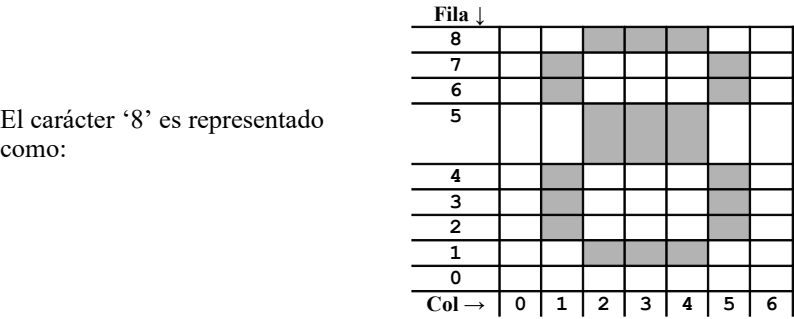 Fila ↓
8
7
6
El carácter ‘8’ es representado
como:
5
4
3
2
1
0
Col → 0 1 2 3 4 5 6